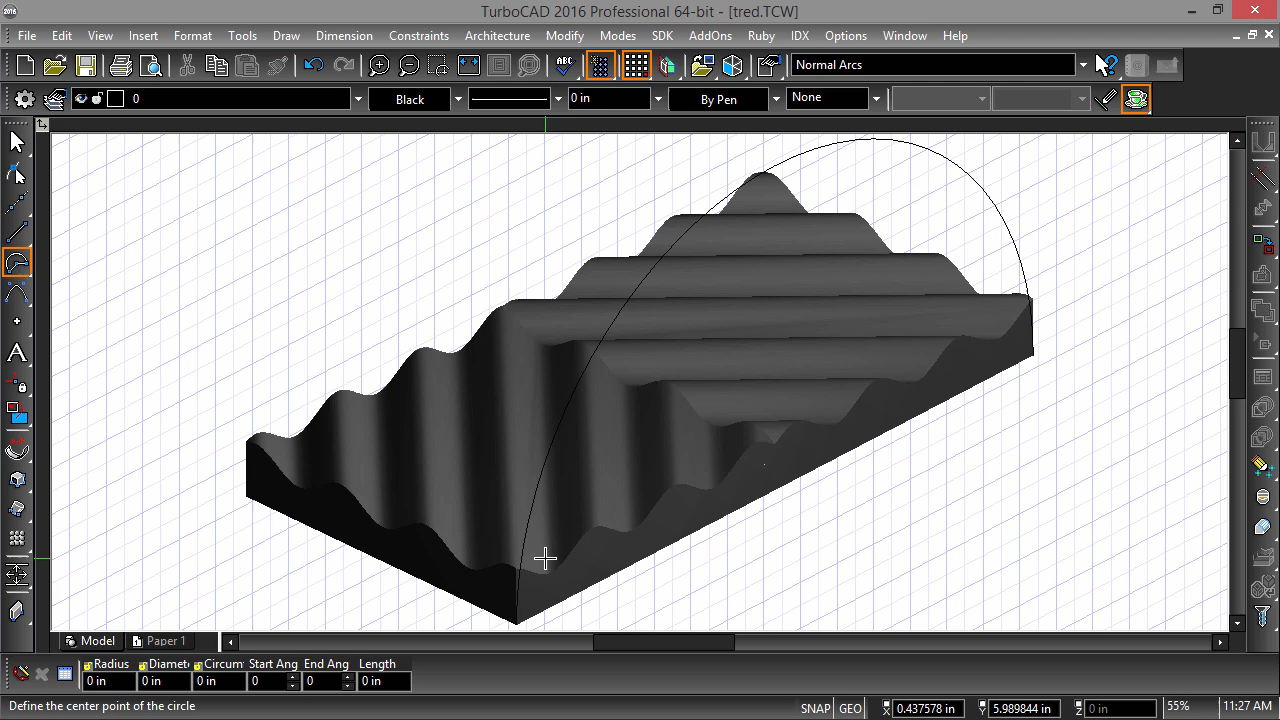 2016
TurboCAD 2016 Professional 64-bit - [tred.TCW]
File Edit View Insert Format Tools Draw Dimension Constraints Architecture Modify Modes SDK AddOns Ruby IDX Options Window Help
ABC Normal Arcs
0 Black 0 in By Pen None
A
Model Paper 1
Radius Diamete Circum Start Ang End Ang Length
0 in 0 in 0 in 0 0 0 in
Define the center point of the circle SNAP GEO X 0.437578 in Y 5.989844 in Z 0 in 55% 11:27 AM